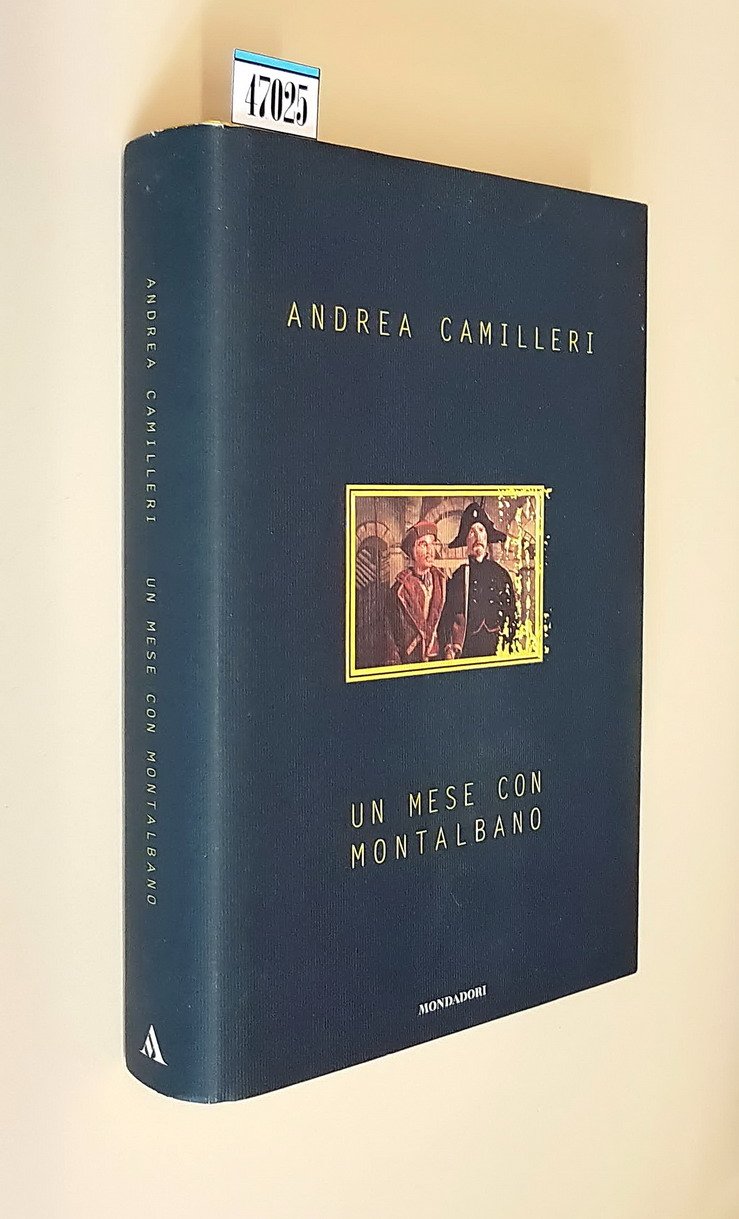 47025
ANDREA CAMILLERI
UN MESE CON
MONTALBANO
MONDADORI
ANDREA CAMILLERI UN MESE CON MONTALBANO